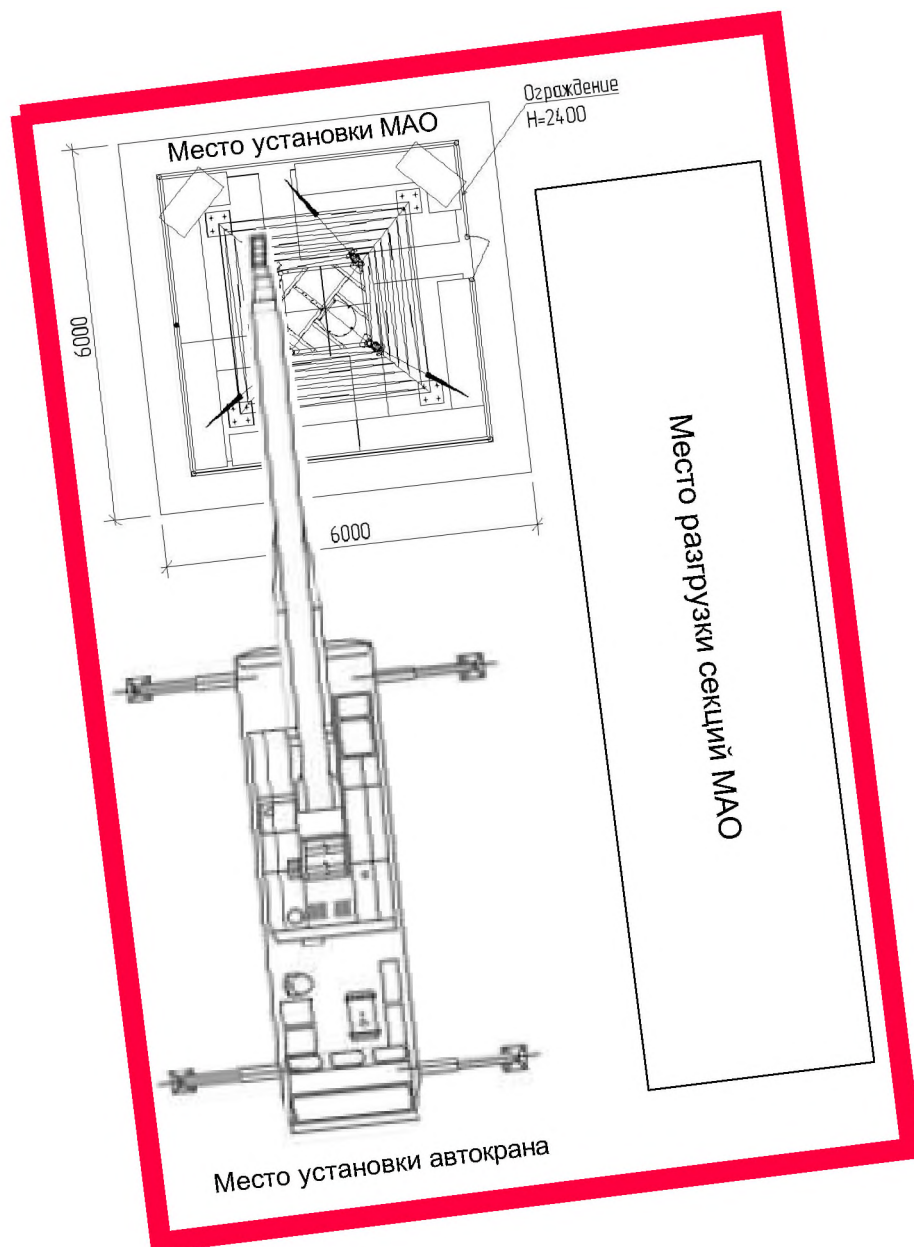 Ограждение
H=2400
Место установки МАО
6000
6000
Место разгрузки секций МАО
Место установки автокрана